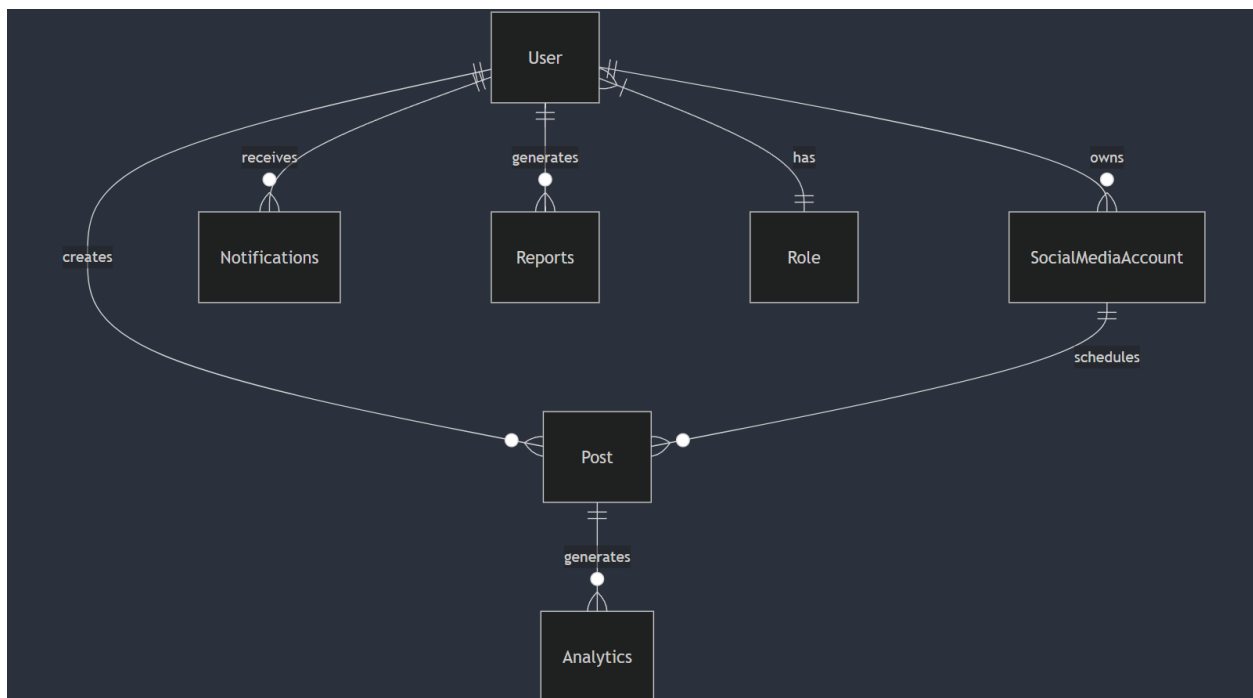 User
receives
generates
has
owns
creates
Notifications
Reports
Role
SocialMediaAccount
schedules
Post
generates
Analytics